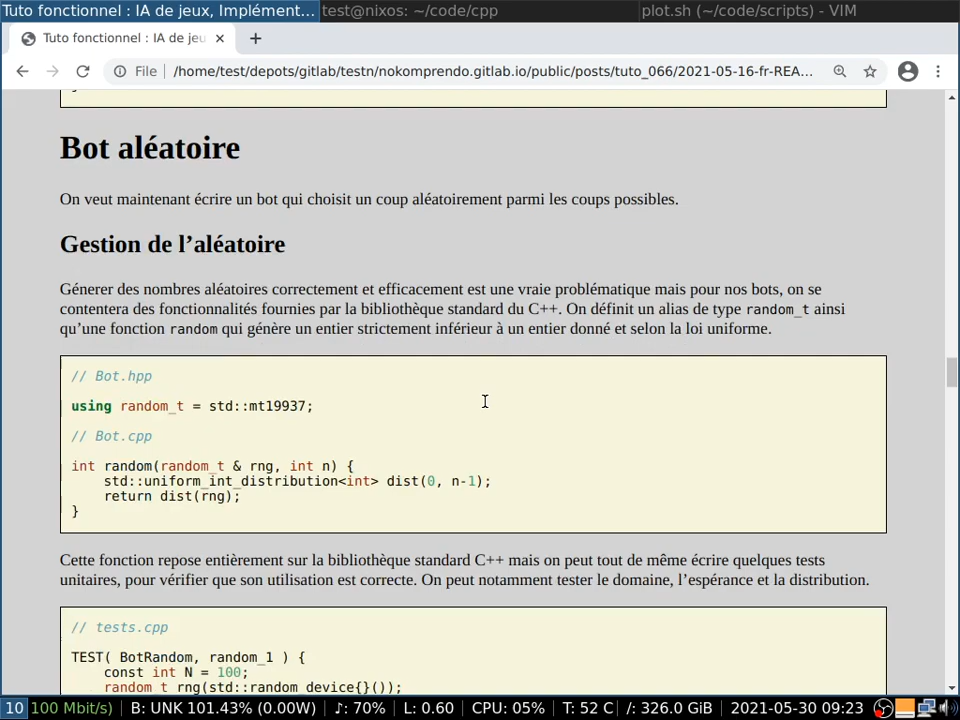 Tuto fonctionnel : IA de jeux, Implément... test@nixos: ~/code/cpp plot.sh (~/code/scripts) - VIM
Tuto fonctionnel : IA de jeu
File /home/test/depots/gitlab/testn/nokomprendo.gitlab.io/public/posts/tuto_066/2021-05-16-fr-REA...
Bot aléatoire
On veut maintenant écrire un bot qui choisit un coup aléatoirement parmi les coups possibles.
Gestion de l’aléatoire
Génerer des nombres aléatoires correctement et efficacement est une vraie problématique mais pour nos bots, on se
contentera des fonctionnalités fournies par la bibliothèque standard du C++. On définit un alias de type random_t ainsi
qu’une fonction random qui génère un entier strictement inférieur à un entier donné et selon la loi uniforme.
// Bot.hpp
using random_t = std::mt19937;
// Bot.cpp
int random(random_t & rng, int n) {
    std::uniform_int_distribution<int> dist(0, n-1);
    return dist(rng);
}
Cette fonction repose entièrement sur la bibliothèque standard C++ mais on peut tout de même écrire quelques tests
unitaires, pour vérifier que son utilisation est correcte. On peut notamment tester le domaine, l’espérance et la distribution.
// tests.cpp
TEST( BotRandom, random_1 ) {
    const int N = 100;
    random_t rng(std::random_device{}());
10 100 Mbit/s) | B: UNK 101.43% (0.00W) | ♪: 70% | L: 0.60 | CPU: 05% | T: 52 C | /: 326.0 GiB | 2021-05-30 09:23